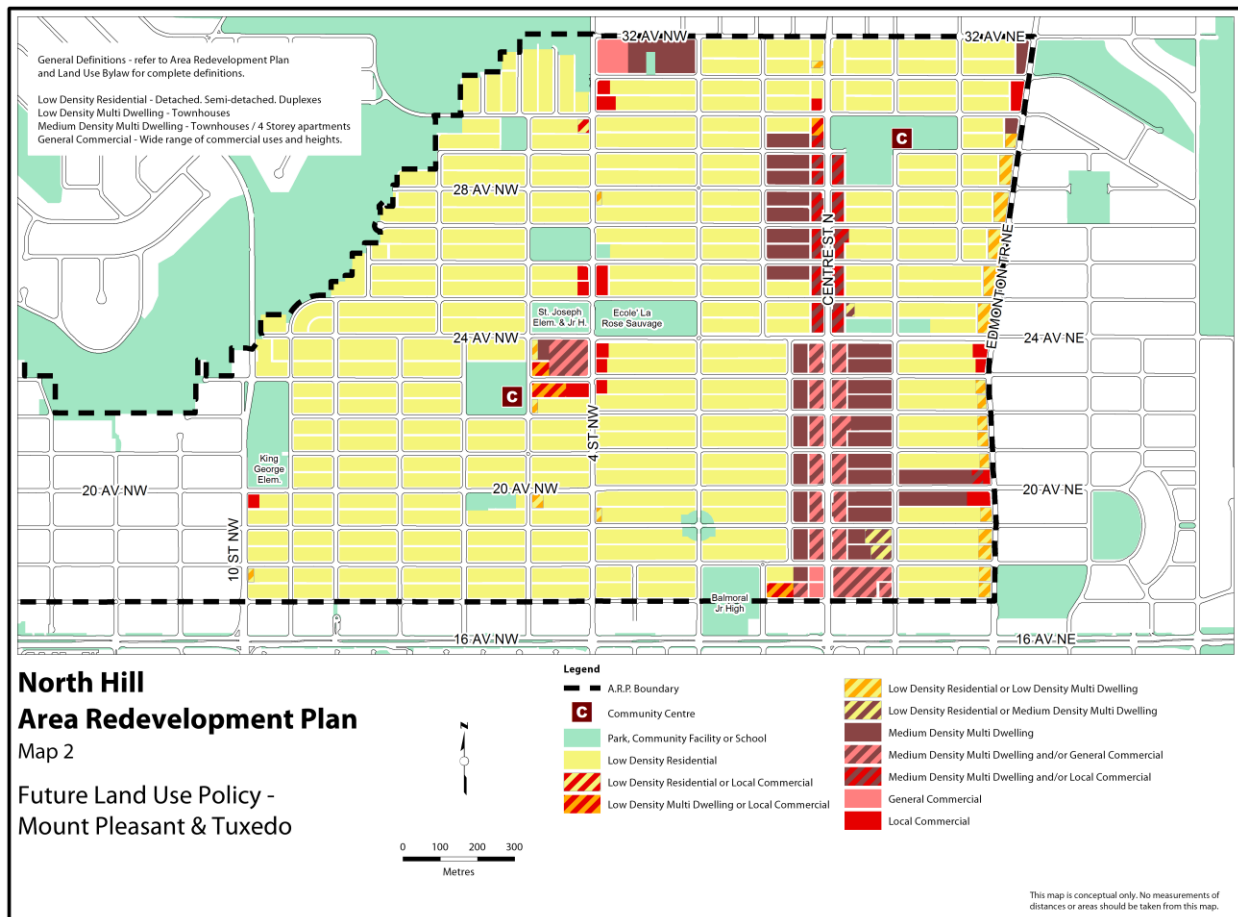 General Definitions - refer to Area Redevelopment Plan
and Land Use Bylaw for complete definitions.
Low Density Residential - Detached. Semi-detached. Duplexes
Low Density Multi Dwelling - Townhouses
Medium Density Multi Dwelling - Townhouses / 4 Storey apartments
General Commercial - Wide range of commercial uses and heights.
32 AV NW
32 AV NE
C
28 AV NW
CENTRE ST N
EDMONTON TR NE
St. Joseph
Elem. & Jr H.
Ecole' La
Rose Sauvage
24 AV NW
24 AV NE
C
4 ST NW
King
George
Elem.
20 AV NW
20 AV NW
20 AV NE
10 ST NW
Balmoral
Jr High
16 AV NW
16 AV NE
North Hill
Area Redevelopment Plan
Map 2
Future Land Use Policy -
Mount Pleasant & Tuxedo
N
0 100 200 300
Metres
Legend
A.R.P. Boundary
C Community Centre
Park, Community Facility or School
Low Density Residential
Low Density Residential or Local Commercial
Low Density Multi Dwelling or Local Commercial
Low Density Residential or Low Density Multi Dwelling
Low Density Residential or Medium Density Multi Dwelling
Medium Density Multi Dwelling
Medium Density Multi Dwelling and/or General Commercial
Medium Density Multi Dwelling and/or Local Commercial
General Commercial
Local Commercial
This map is conceptual only. No measurements of
distances or areas should be taken from this map.